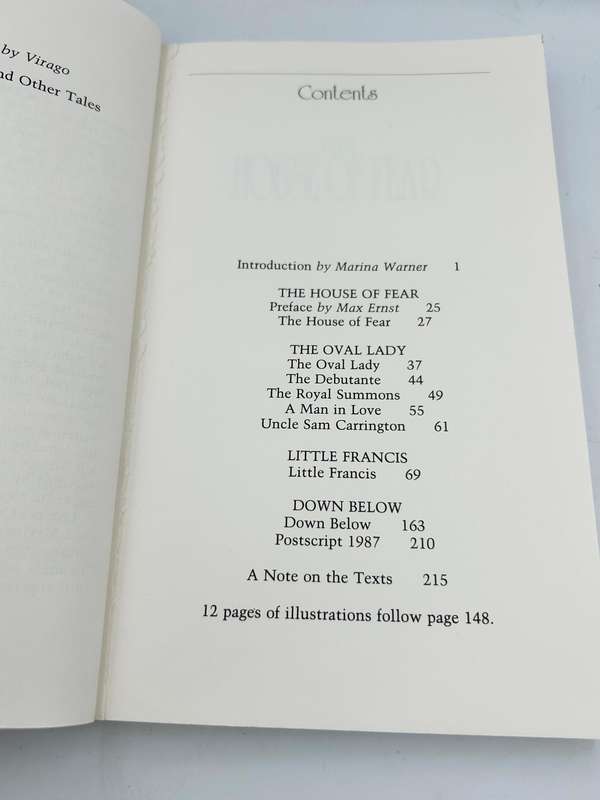 by Virago
nd Other Tales
Contents
Introduction by Marina Warner 1
THE HOUSE OF FEAR
Preface by Max Ernst 25
The House of Fear 27
THE OVAL LADY
The Oval Lady 37
The Debutante 44
The Royal Summons 49
A Man in Love 55
Uncle Sam Carrington 61
LITTLE FRANCIS
Little Francis 69
DOWN BELOW
Down Below 163
Postscript 1987 210
A Note on the Texts 215
12 pages of illustrations follow page 148.